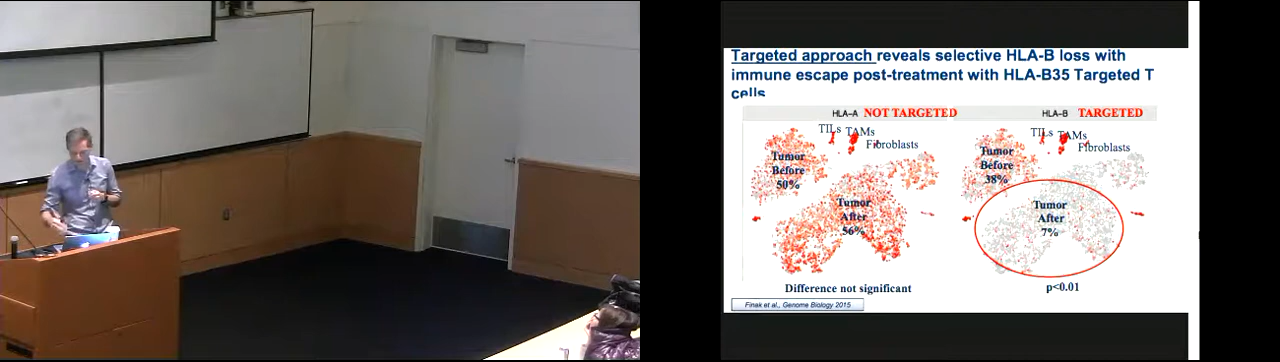 Targeted approach reveals selective HLA-B loss with
immune escape post-treatment with HLA-B35 Targeted T
cells
HLA-A NOT TARGETED
HLA-B TARGETED
TILs TAMs
Fibroblasts
Tumor
Before
50%
Tumor
After
56%
Difference not significant
TILs TAMs
Fibroblasts
Tumor
Before
38%
Tumor
After
7%
p<0.01
Finak et al., Genome Biology 2015